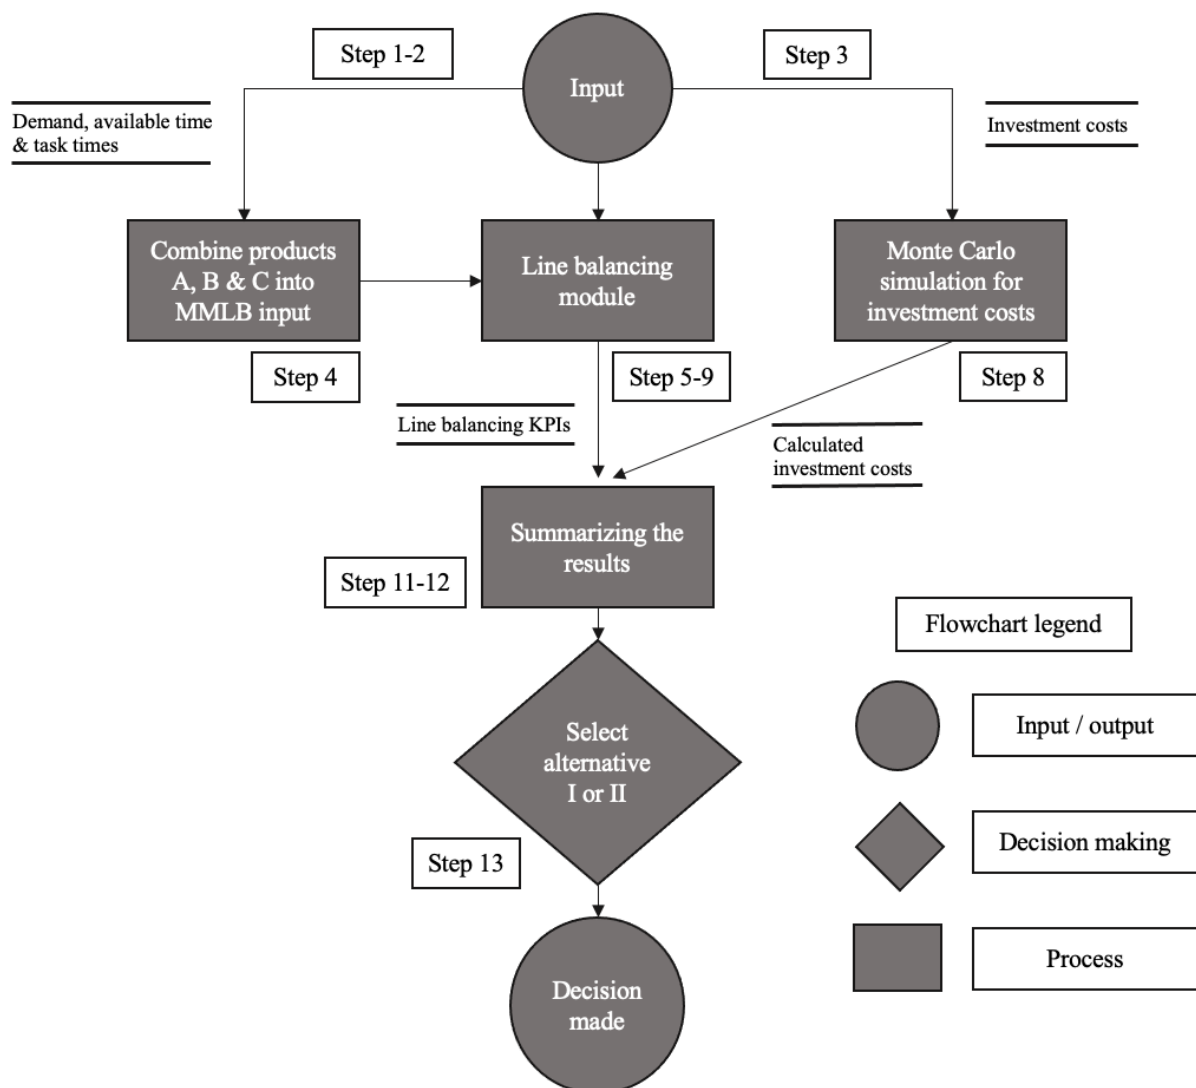 Step 1-2
Input
Step 3
Demand, available time
& task times
Investment costs
Combine products
A, B & C into
MMLB input
Line balancing
module
Monte Carlo
simulation for
investment costs
Step 4
Step 5-9
Step 8
Line balancing KPIs
Calculated
investment costs
Summarizing the
results
Step 11-12
Flowchart legend
Select
alternative
I or II
Input / output
Step 13
Decision making
Decision
made
Process